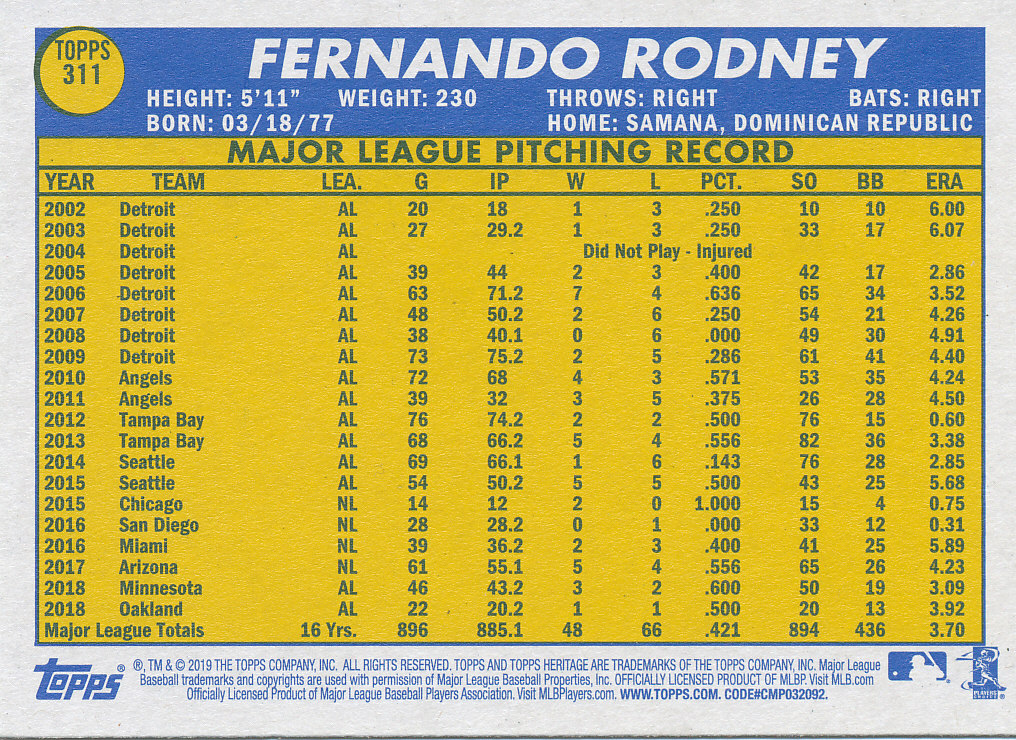 TOPPS
311
FERNANDO RODNEY
HEIGHT: 5'11" WEIGHT: 230 THROWS: RIGHT BATS: RIGHT
BORN: 03/18/77 HOME: SAMANA, DOMINICAN REPUBLIC
MAJOR LEAGUE PITCHING RECORD
YEAR TEAM LEA. G IP W L PCT. SO BB ERA
2002 Detroit AL 20 18 1 3 .250 10 10 6.00
2003 Detroit AL 27 29.2 1 3 .250 33 17 6.07
2004 Detroit AL Did Not Play - Injured
2005 Detroit AL 39 44 2 3 .400 42 17 2.86
2006 Detroit AL 63 71.2 7 4 .636 65 34 3.52
2007 Detroit AL 48 50.2 2 6 .250 54 21 4.26
2008 Detroit AL 38 40.1 0 6 .000 49 30 4.91
2009 Detroit AL 73 75.2 2 5 .286 61 41 4.40
2010 Angels AL 72 68 4 3 .571 53 35 4.24
2011 Angels AL 39 32 3 5 .375 26 28 4.50
2012 Tampa Bay AL 76 74.2 2 2 .500 76 15 0.60
2013 Tampa Bay AL 68 66.2 5 4 .556 82 36 3.38
2014 Seattle AL 69 66.1 1 6 .143 76 28 2.85
2015 Seattle AL 54 50.2 5 5 .500 43 25 5.68
2015 Chicago NL 14 12 2 0 1.000 15 4 0.75
2016 San Diego NL 28 28.2 0 1 .000 33 12 0.31
2016 Miami NL 39 36.2 2 3 .400 41 25 5.89
2017 Arizona NL 61 55.1 5 4 .556 65 26 4.23
2018 Minnesota AL 46 43.2 3 2 .600 50 19 3.09
2018 Oakland AL 22 20.2 1 1 .500 20 13 3.92
Major League Totals 16 Yrs. 896 885.1 48 66 .421 894 436 3.70
Topps ® ®, TM & © 2019 THE TOPPS COMPANY, INC. ALL RIGHTS RESERVED. TOPPS AND TOPPS HERITAGE ARE TRADEMARKS OF THE TOPPS COMPANY, INC. Major League
Baseball trademarks and copyrights are used with permission of Major League Baseball Properties, Inc. OFFICIALLY LICENSED PRODUCT OF MLBP. Visit MLB.com
Officially Licensed Product of Major League Baseball Players Association. Visit MLBPlayers.com. WWW.TOPPS.COM. CODE#CMP032092.